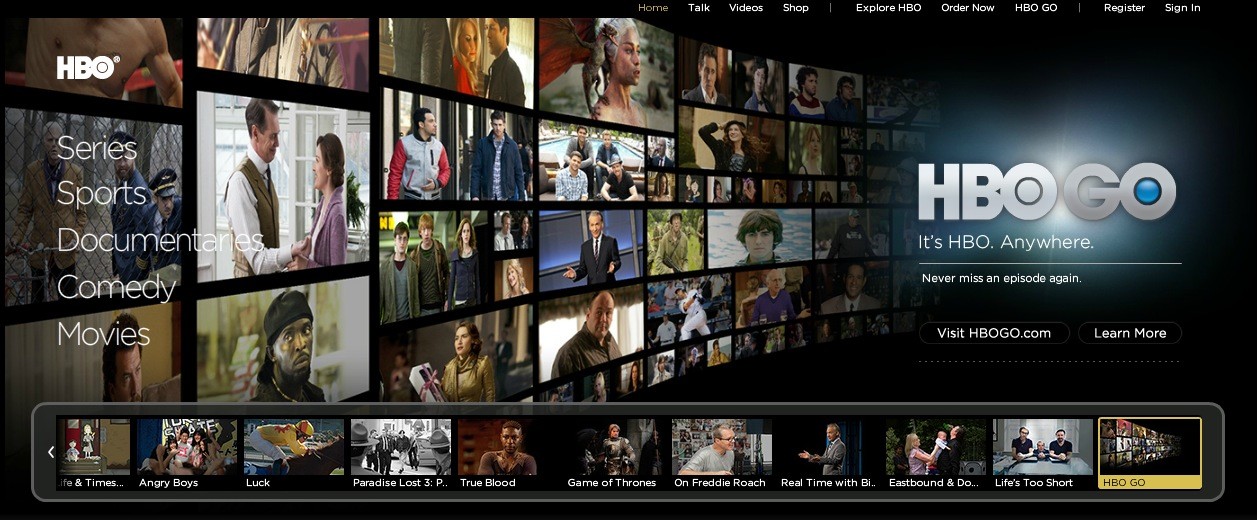 Home Talk Videos Shop | Explore HBO Order Now HBO GO | Register Sign In
HBO®
Series
Sports
Documentaries
Comedy
Movies
HBO GO
It's HBO. Anywhere.
Never miss an episode again.
Visit HBOGO.com Learn More
ife & Times... Angry Boys Luck Paradise Lost 3: P.. True Blood Game of Thrones On Freddie Roach Real Time with Bi.. Eastbound & Do... Life's Too Short HBO GO